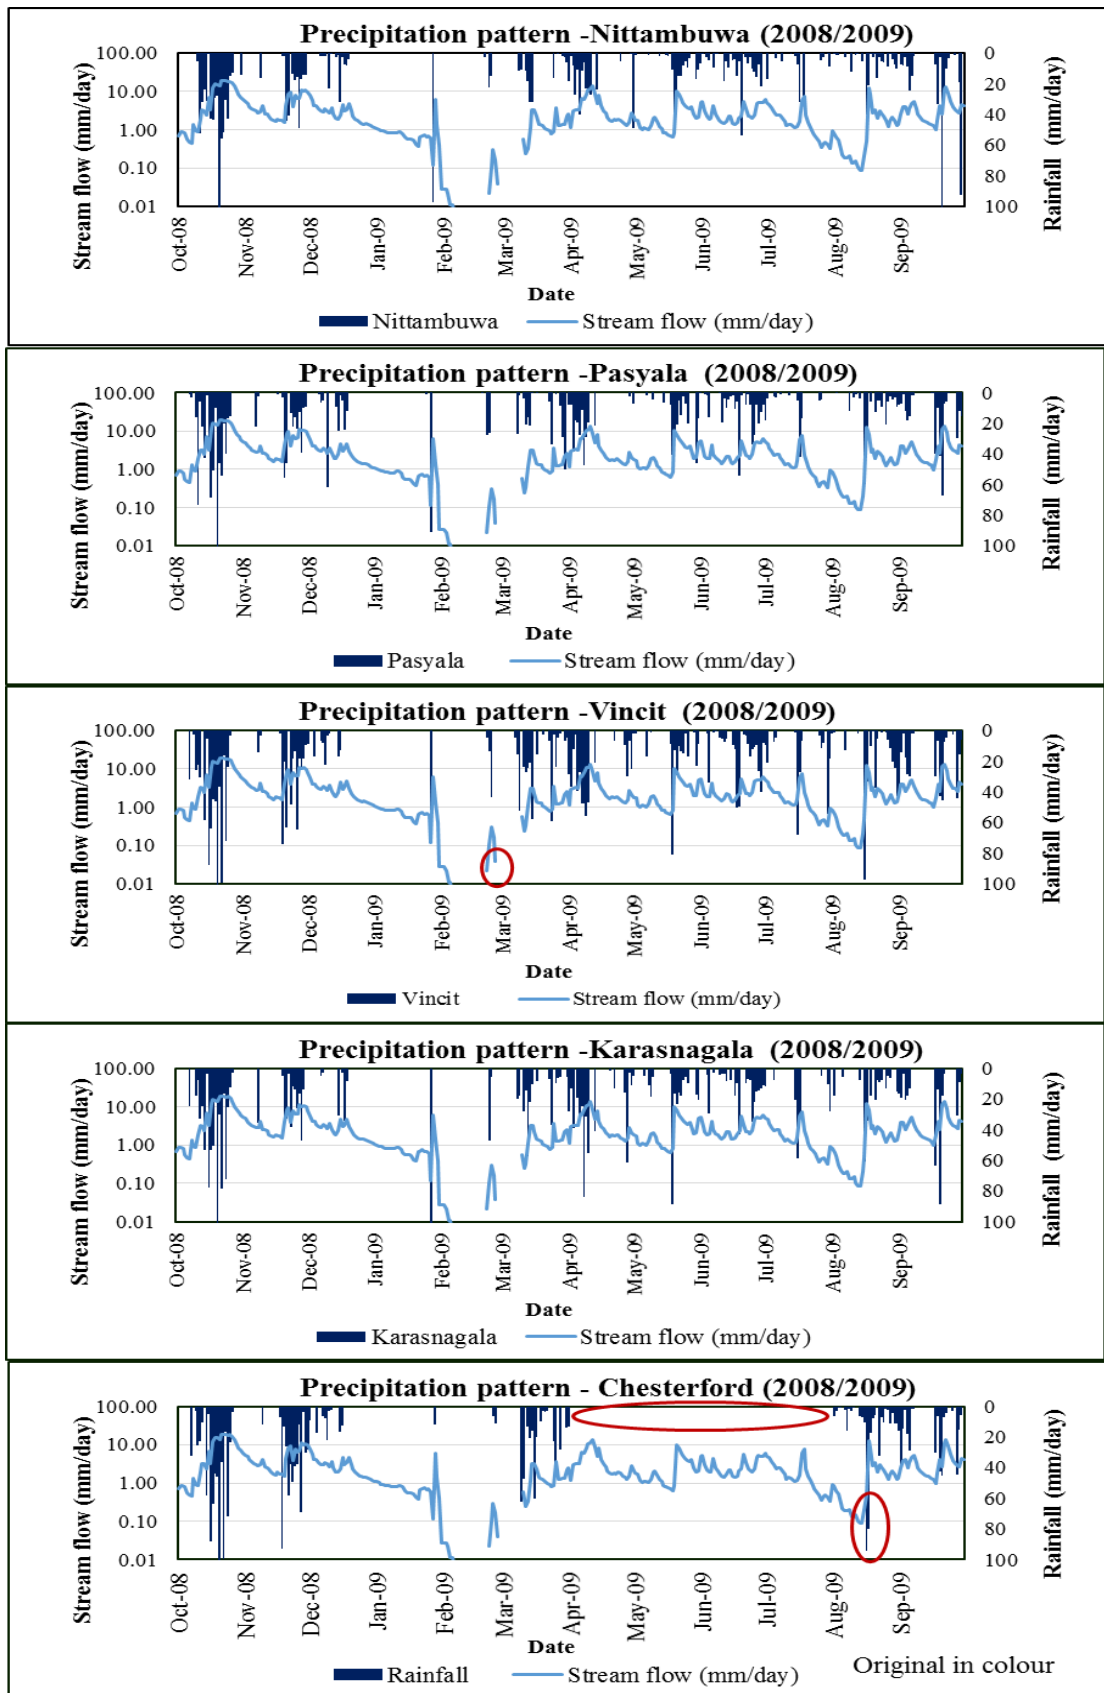 Precipitation pattern -Nittambuwa (2008/2009)
Stream flow (mm/day)
100.00
10.00
1.00
0.10
0.01
0
20
40
60
80
100
Rainfall (mm/day)
Oct-08
Nov-08
Dec-08
Jan-09
Feb-09
Mar-09
Apr-09
May-09
Jun-09
Jul-09
Aug-09
Sep-09
Date
Nittambuwa
Stream flow (mm/day)
Precipitation pattern -Pasyala (2008/2009)
Stream flow (mm/day)
100.00
10.00
1.00
0.10
0.01
0
20
40
60
80
100
Rainfall (mm/day)
Oct-08
Nov-08
Dec-08
Jan-09
Feb-09
Mar-09
Apr-09
May-09
Jun-09
Jul-09
Aug-09
Sep-09
Date
Pasyala
Stream flow (mm/day)
Precipitation pattern -Vincit (2008/2009)
Stream flow (mm/day)
100.00
10.00
1.00
0.10
0.01
0
20
40
60
80
100
Rainfall (mm/day)
Oct-08
Nov-08
Dec-08
Jan-09
Feb-09
Mar-09
Apr-09
May-09
Jun-09
Jul-09
Aug-09
Sep-09
Date
Vincit
Stream flow (mm/day)
Precipitation pattern -Karasnagala (2008/2009)
Stream flow (mm/day)
100.00
10.00
1.00
0.10
0.01
0
20
40
60
80
100
Rainfall (mm/day)
Oct-08
Nov-08
Dec-08
Jan-09
Feb-09
Mar-09
Apr-09
May-09
Jun-09
Jul-09
Aug-09
Sep-09
Date
Karasnagala
Stream flow (mm/day)
Precipitation pattern - Chesterford (2008/2009)
Stream flow (mm/day)
100.00
10.00
1.00
0.10
0.01
0
20
40
60
80
100
Rainfall (mm/day)
Oct-08
Nov-08
Dec-08
Jan-09
Feb-09
Mar-09
Apr-09
May-09
Jun-09
Jul-09
Aug-09
Sep-09
Date
Rainfall
Stream flow (mm/day)
Original in colour